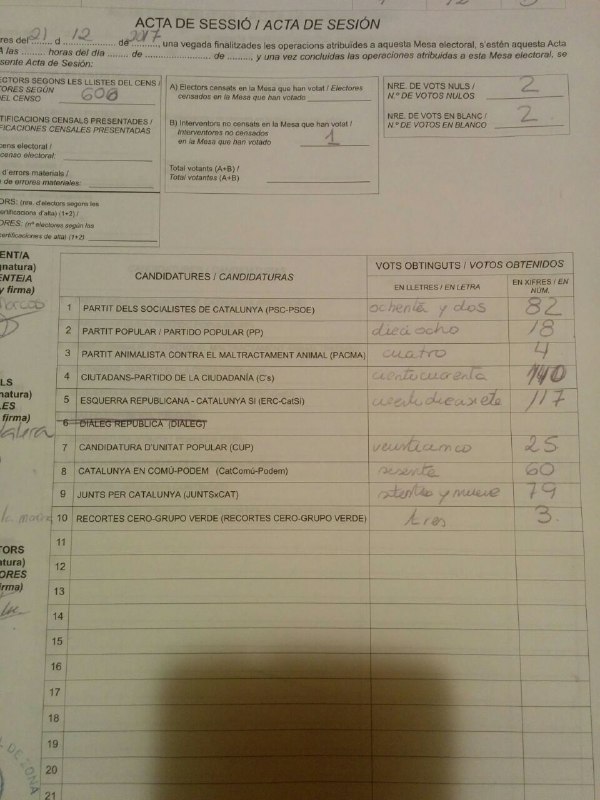 ACTA DE SESSIÓ / ACTA DE SESIÓN
res del 21 d 12 de 2017, una vegada finalitzades les operacions atribuïdes a aquesta Mesa electoral, s'estén aquesta Acta
A las ........ horas del día ........ de ........ de ........, y una vez concluidas las operaciones atribuidas a este Mesa electoral, se
sente Acta de Sesión:
ECTORS SEGONS LES LLISTES DEL CENS /
TORES SEGÚN
DEL CENSO 606
TIFICACIONS CENSALS PRESENTADES /
FICACIONES CENSALES PRESENTADAS
cens electoral /
censo electoral:
d'errors materials /
de errores materiales:
ORS: (nre. d'electors segons les
ertificacions d'alta) (1+2) /
ORES: (nº electores según las
certificaciones de alta) (1+2)
A) Electors censats en la Mesa que han votat / Electores
censados en la Mesa que han votado
B) Interventors no censats en la Mesa que han votat /
Interventores no censados
en la Mesa que han votado 1
Total votants (A+B) /
Total votantes (A+B)
NRE. DE VOTS NULS / 2
N.º DE VOTOS NULOS
NRE. DE VOTS EN BLANC / 2
N.º DE VOTOS EN BLANCO
ENT/A
gnatura)
ENTE/A
y firma)
LS
natura)
LES
firma)
TORS
atura)
DORES
irma)
CANDIDATURES / CANDIDATURAS
VOTS OBTINGUTS / VOTOS OBTENIDOS
EN LLETRES / EN LETRA
EN XIFRES / EN NÚM.
1 PARTIT DELS SOCIALISTES DE CATALUNYA (PSC-PSOE) ochenta y dos 82
2 PARTIT POPULAR / PARTIDO POPULAR (PP) dieciocho 18
3 PARTIT ANIMALISTA CONTRA EL MALTRACTAMENT ANIMAL (PACMA) cuatro 4
4 CIUTADANS-PARTIDO DE LA CIUDADANÍA (C's) cientocuarenta 140
5 ESQUERRA REPUBLICANA - CATALUNYA SI (ERC-CatSí) cientodiecisiete 117
6 DIÀLEG REPÚBLICA (DIÀLEG)
7 CANDIDATURA D'UNITAT POPULAR (CUP) veinticinco 25
8 CATALUNYA EN COMÚ-PODEM (CatComú-Podem) sesenta 60
9 JUNTS PER CATALUNYA (JUNTSxCAT) setenta y nueve 79
10 RECORTES CERO-GRUPO VERDE (RECORTES CERO-GRUPO VERDE) tres 3
11
12
13
14
15
16
17
18
19
20
21
DE ZONA